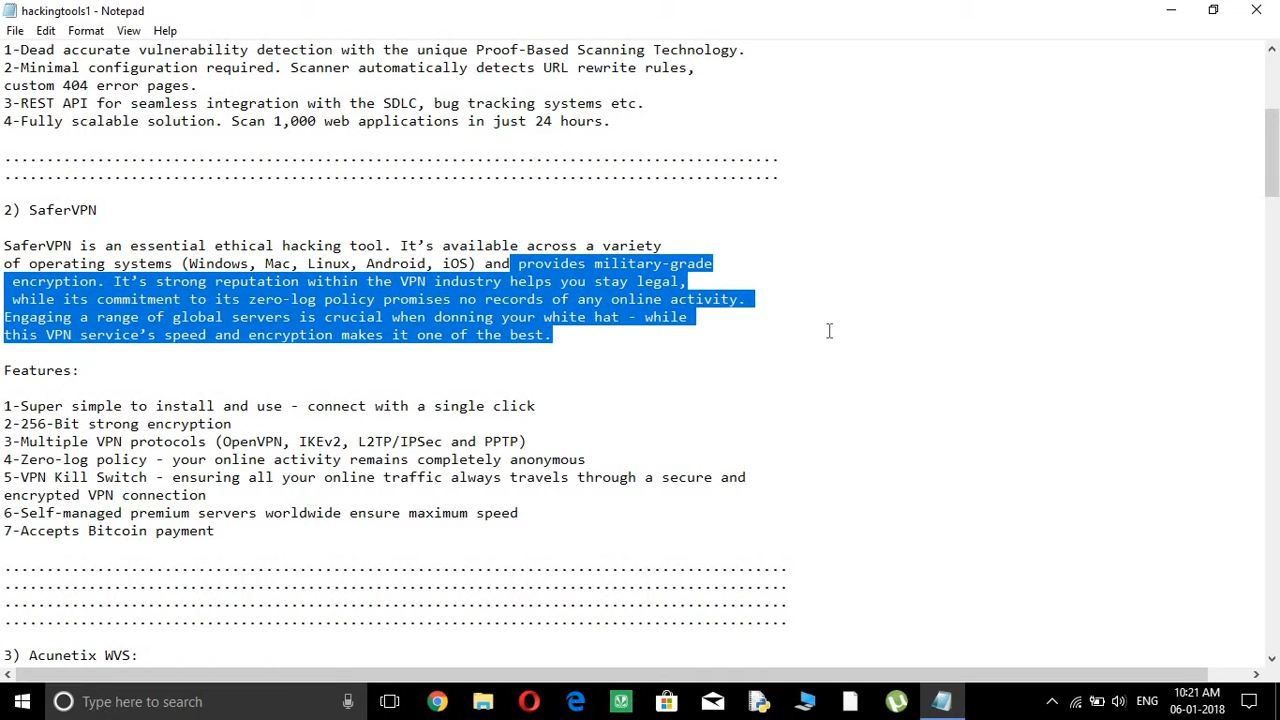 hackingtools1 - Notepad
File Edit Format View Help
1-Dead accurate vulnerability detection with the unique Proof-Based Scanning Technology.
2-Minimal configuration required. Scanner automatically detects URL rewrite rules,
custom 404 error pages.
3-REST API for seamless integration with the SDLC, bug tracking systems etc.
4-Fully scalable solution. Scan 1,000 web applications in just 24 hours.
............................................................................................
............................................................................................
2) SaferVPN
SaferVPN is an essential ethical hacking tool. It’s available across a variety
of operating systems (Windows, Mac, Linux, Android, iOS) and provides military-grade
encryption. It’s strong reputation within the VPN industry helps you stay legal,
while its commitment to its zero-log policy promises no records of any online activity.
Engaging a range of global servers is crucial when donning your white hat - while
this VPN service’s speed and encryption makes it one of the best.
Features:
1-Super simple to install and use - connect with a single click
2-256-Bit strong encryption
3-Multiple VPN protocols (OpenVPN, IKEv2, L2TP/IPSec and PPTP)
4-Zero-log policy - your online activity remains completely anonymous
5-VPN Kill Switch - ensuring all your online traffic always travels through a secure and
encrypted VPN connection
6-Self-managed premium servers worldwide ensure maximum speed
7-Accepts Bitcoin payment
.............................................................................................
.............................................................................................
.............................................................................................
.............................................................................................
3) Acunetix WVS:
Type here to search
ENG
10:21 AM
06-01-2018